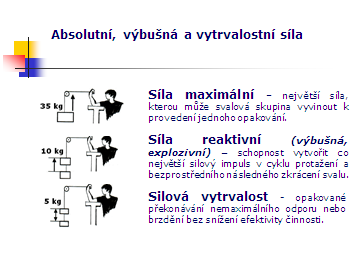 Absolutní, výbušná a vytrvalostní síla
35 kg
10 kg
5 kg
Síla maximální – největší síla,
kterou může svalová skupina vyvinout k
provedení jednoho opakování.
Síla reaktivní (výbušná,
explozivní) – schopnost vytvořit co
největší silový impuls v cyklu protažení a
bezprostředního následného zkrácení svalu.
Silová vytrvalost - opakované
překonávání nemaximálního odporu nebo
brzdění bez snížení efektivity činnosti.